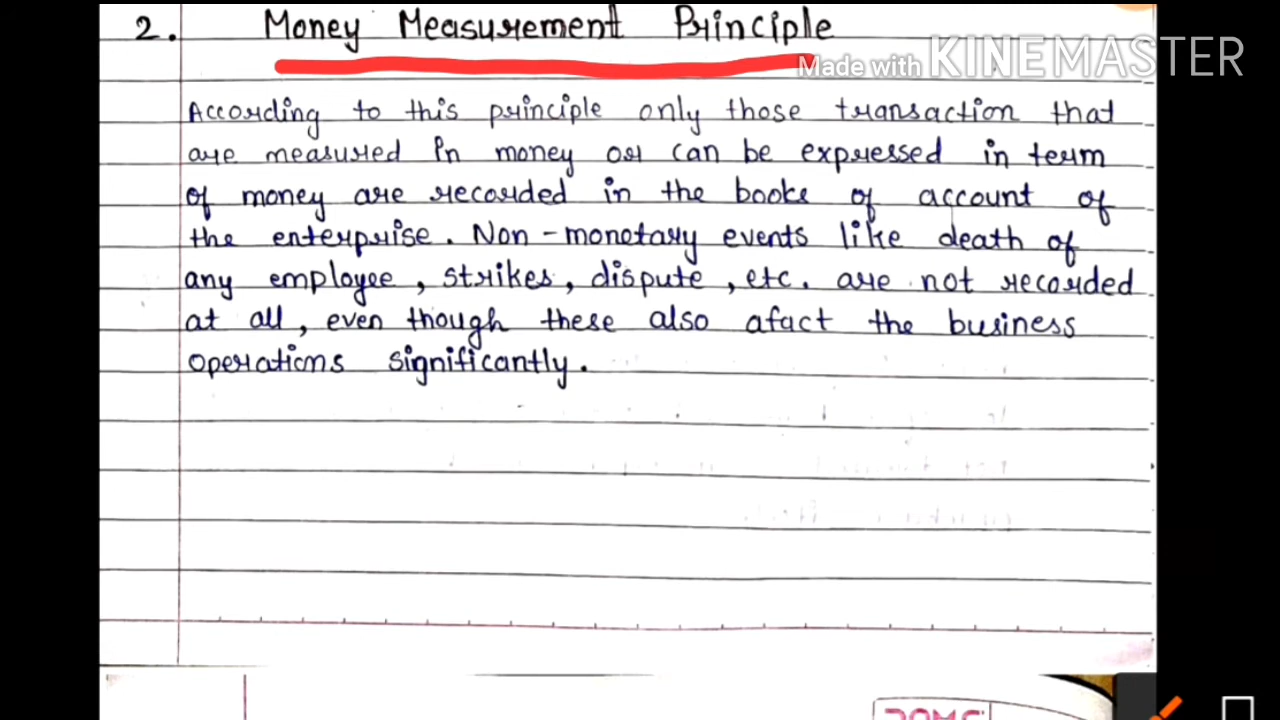 2. Money Measurement Principle
Made with KINEMASTER
According to this principle only those transaction that
are measured in money or can be expressed in term
of money are recorded in the books of account of
the enterprise. Non-monetary events like death of
any employee, strikes, dispute, etc. are not recorded
at all, even though these also afact the business
operations significantly.